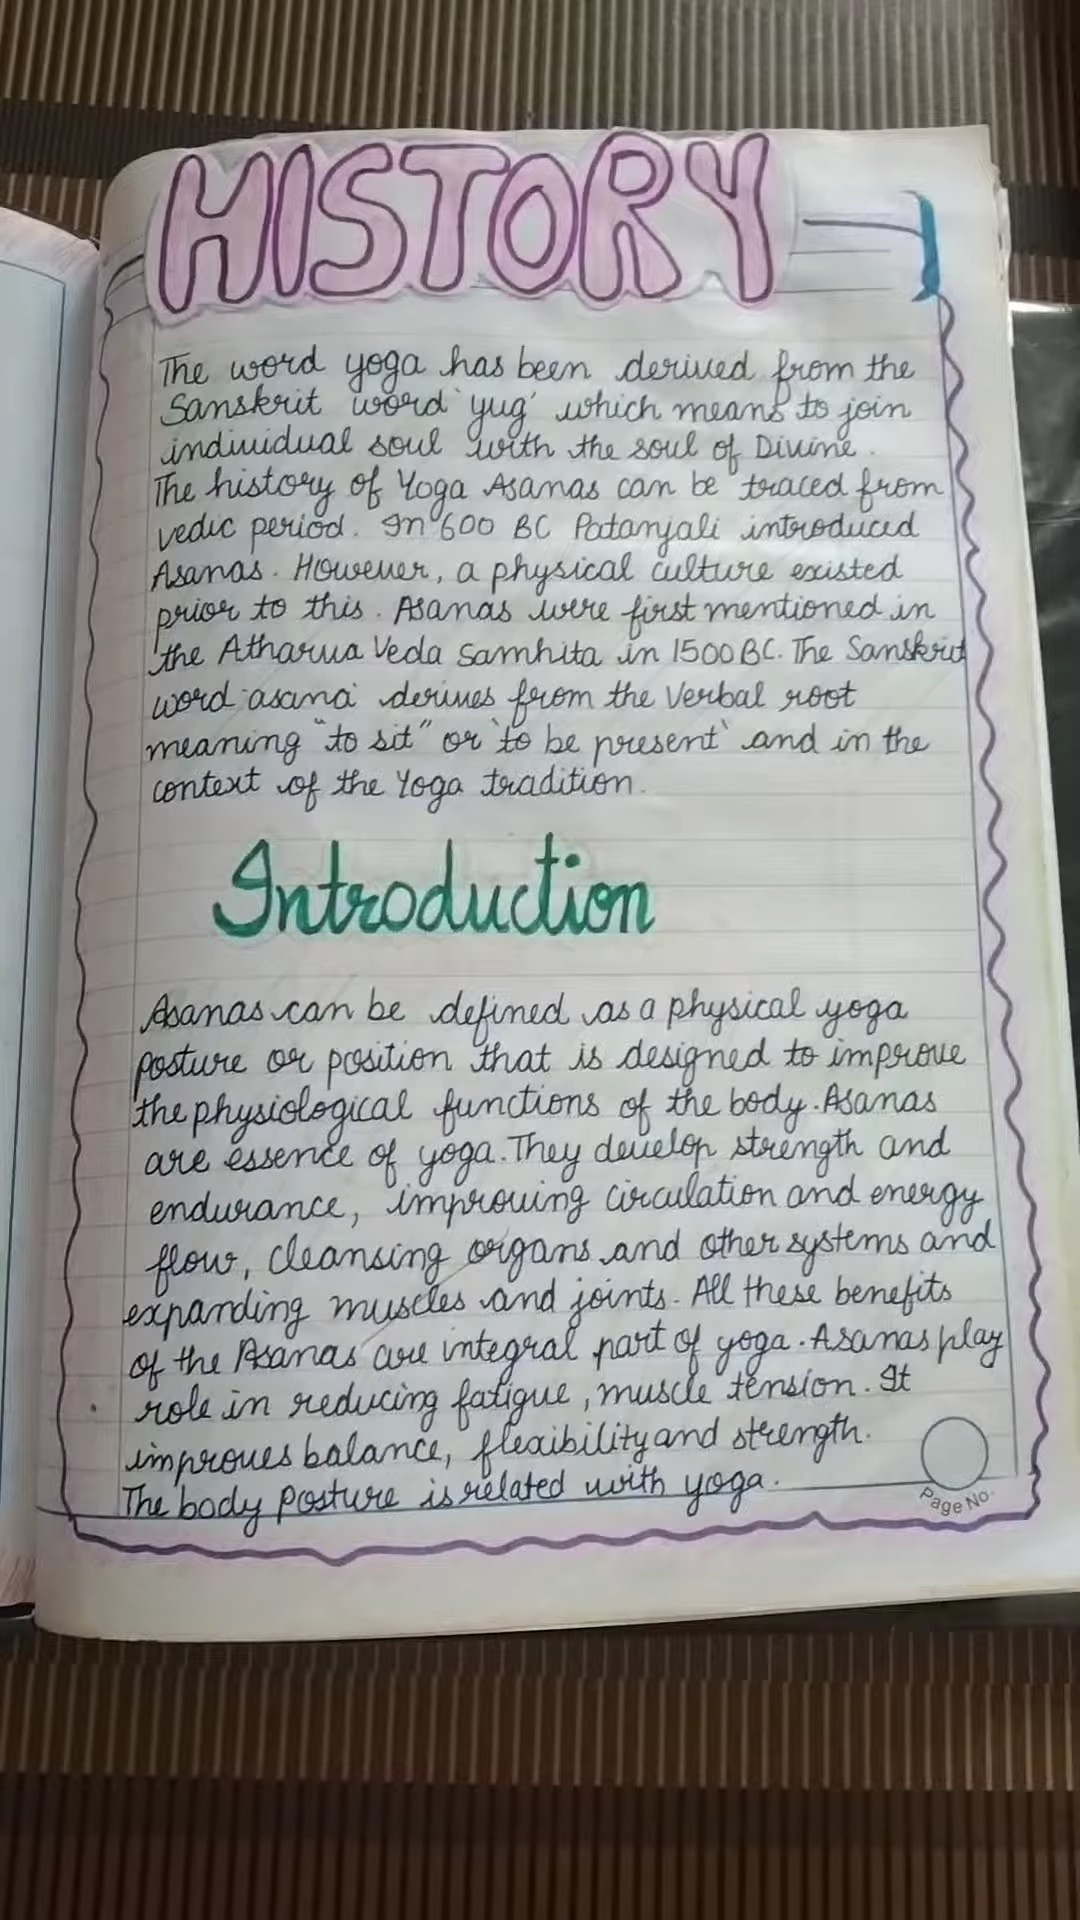 HISTORY
The word yoga has been derived from the
Sanskrit word 'yug' which means to join
individual soul with the soul of Divine.
The history of Yoga Asanas can be traced from
vedic period. In 600 BC Patanjali introduced
Asanas. However, a physical culture existed
prior to this. Asanas were first mentioned in
the Atharva Veda Samhita in 1500 BC. The Sanskrit
word 'asana' derives from the Verbal root
meaning "to sit" or 'to be present' and in the
context of the Yoga tradition.
Introduction
Asanas can be defined as a physical yoga
posture or position that is designed to improve
the physiological functions of the body. Asanas
are essence of yoga. They develop strength and
endurance, improving circulation and energy
flow, cleansing organs and other systems and
expanding muscles and joints. All these benefits
of the Asanas are integral part of yoga. Asanas play
role in reducing fatigue, muscle tension. It
improves balance, flexibility and strength.
The body posture is related with yoga.
Page No.